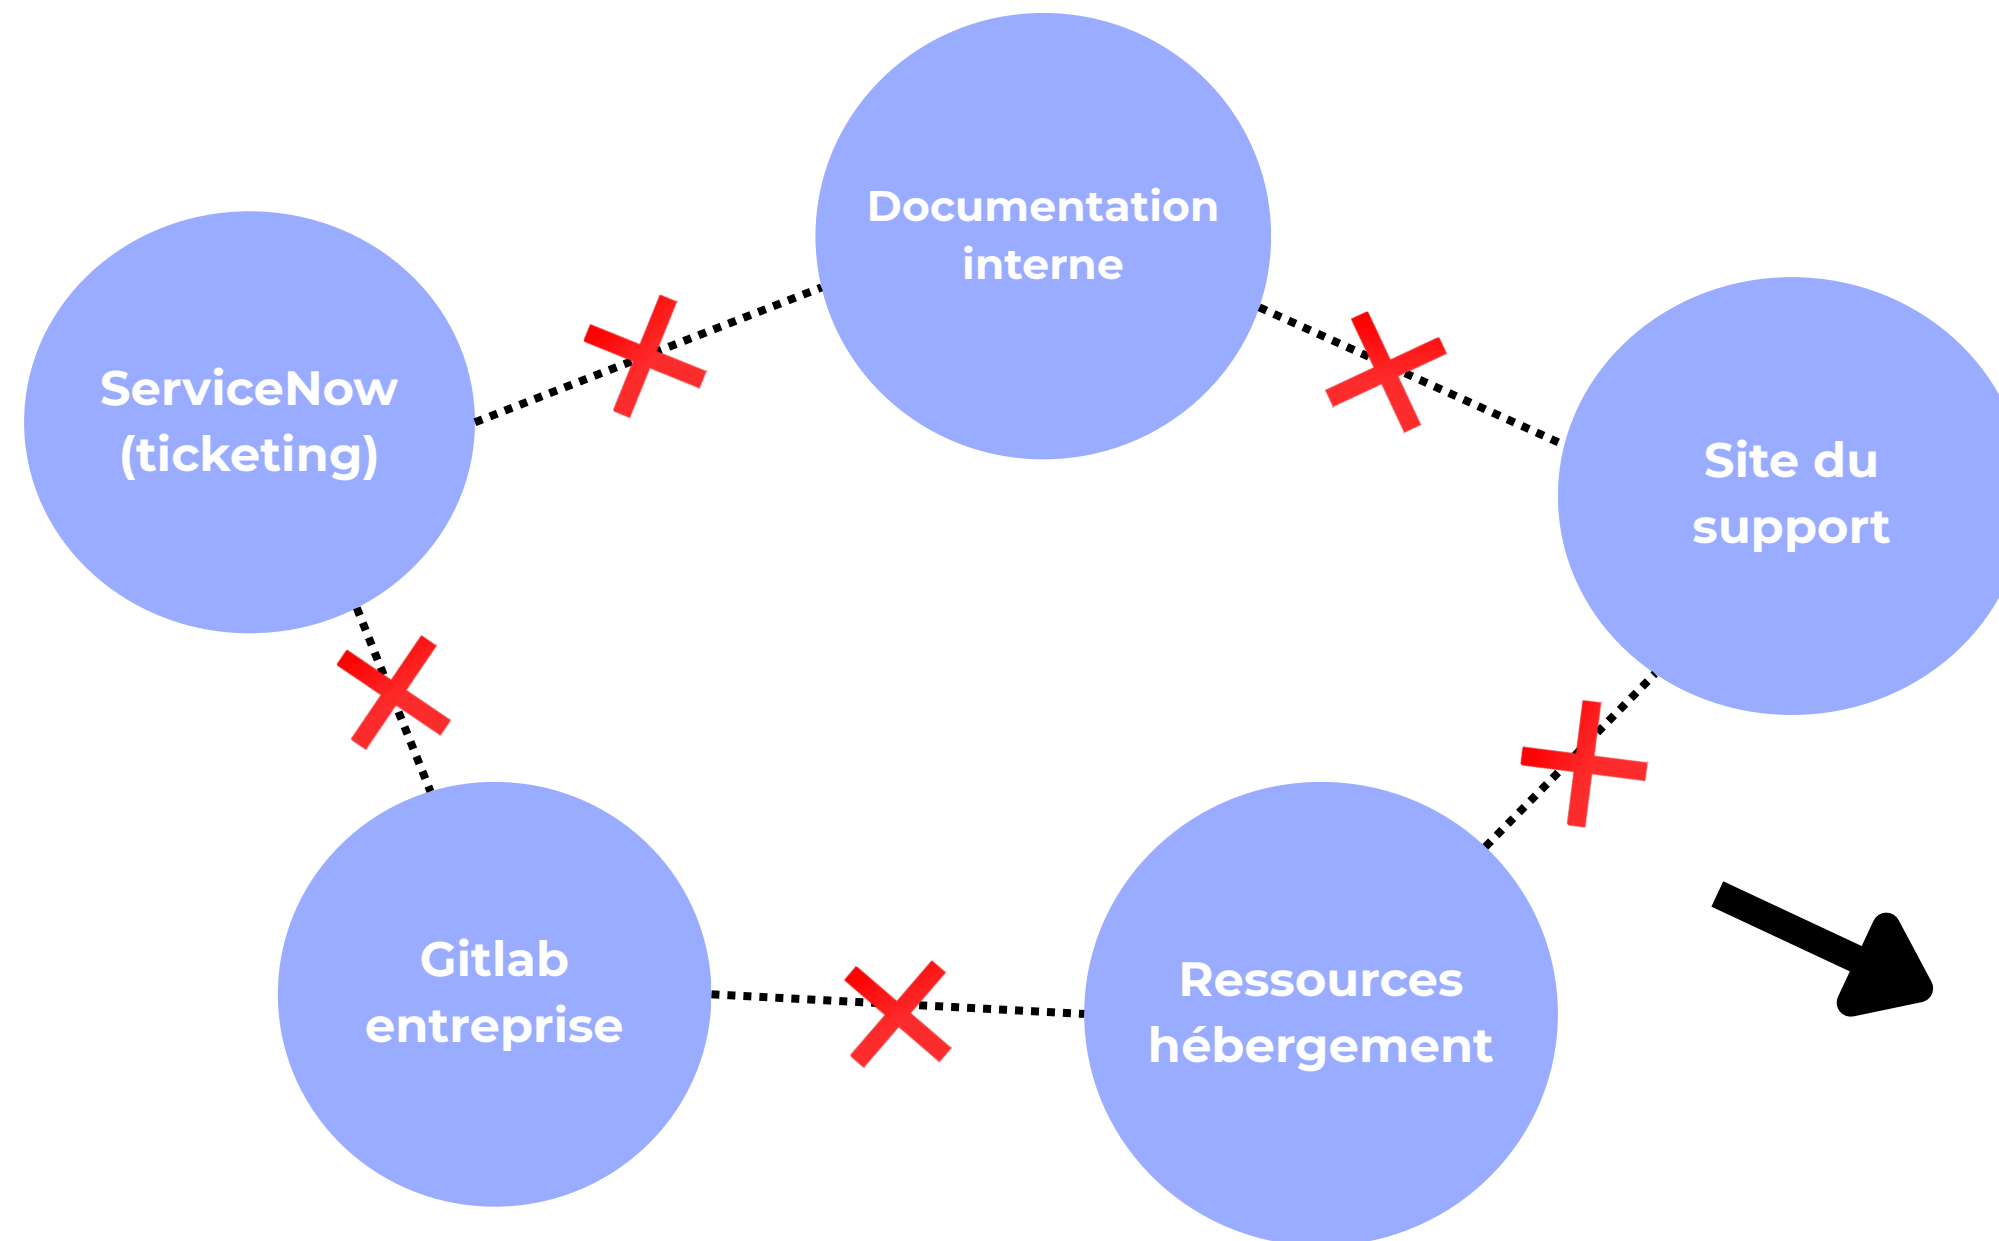 Documentation
interne
ServiceNow
(ticketing)
Site du
support
Gitlab
entreprise
Ressources
hébergement